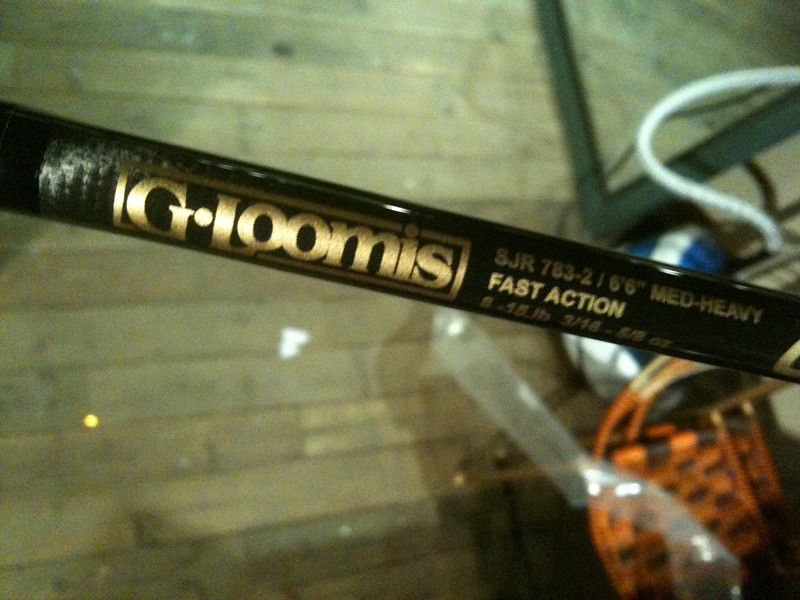 G·Loomis
SJR 783-2 / 6'6" MED-HEAVY
FAST ACTION
8 -15 lb 3/16 - 5/8 oz